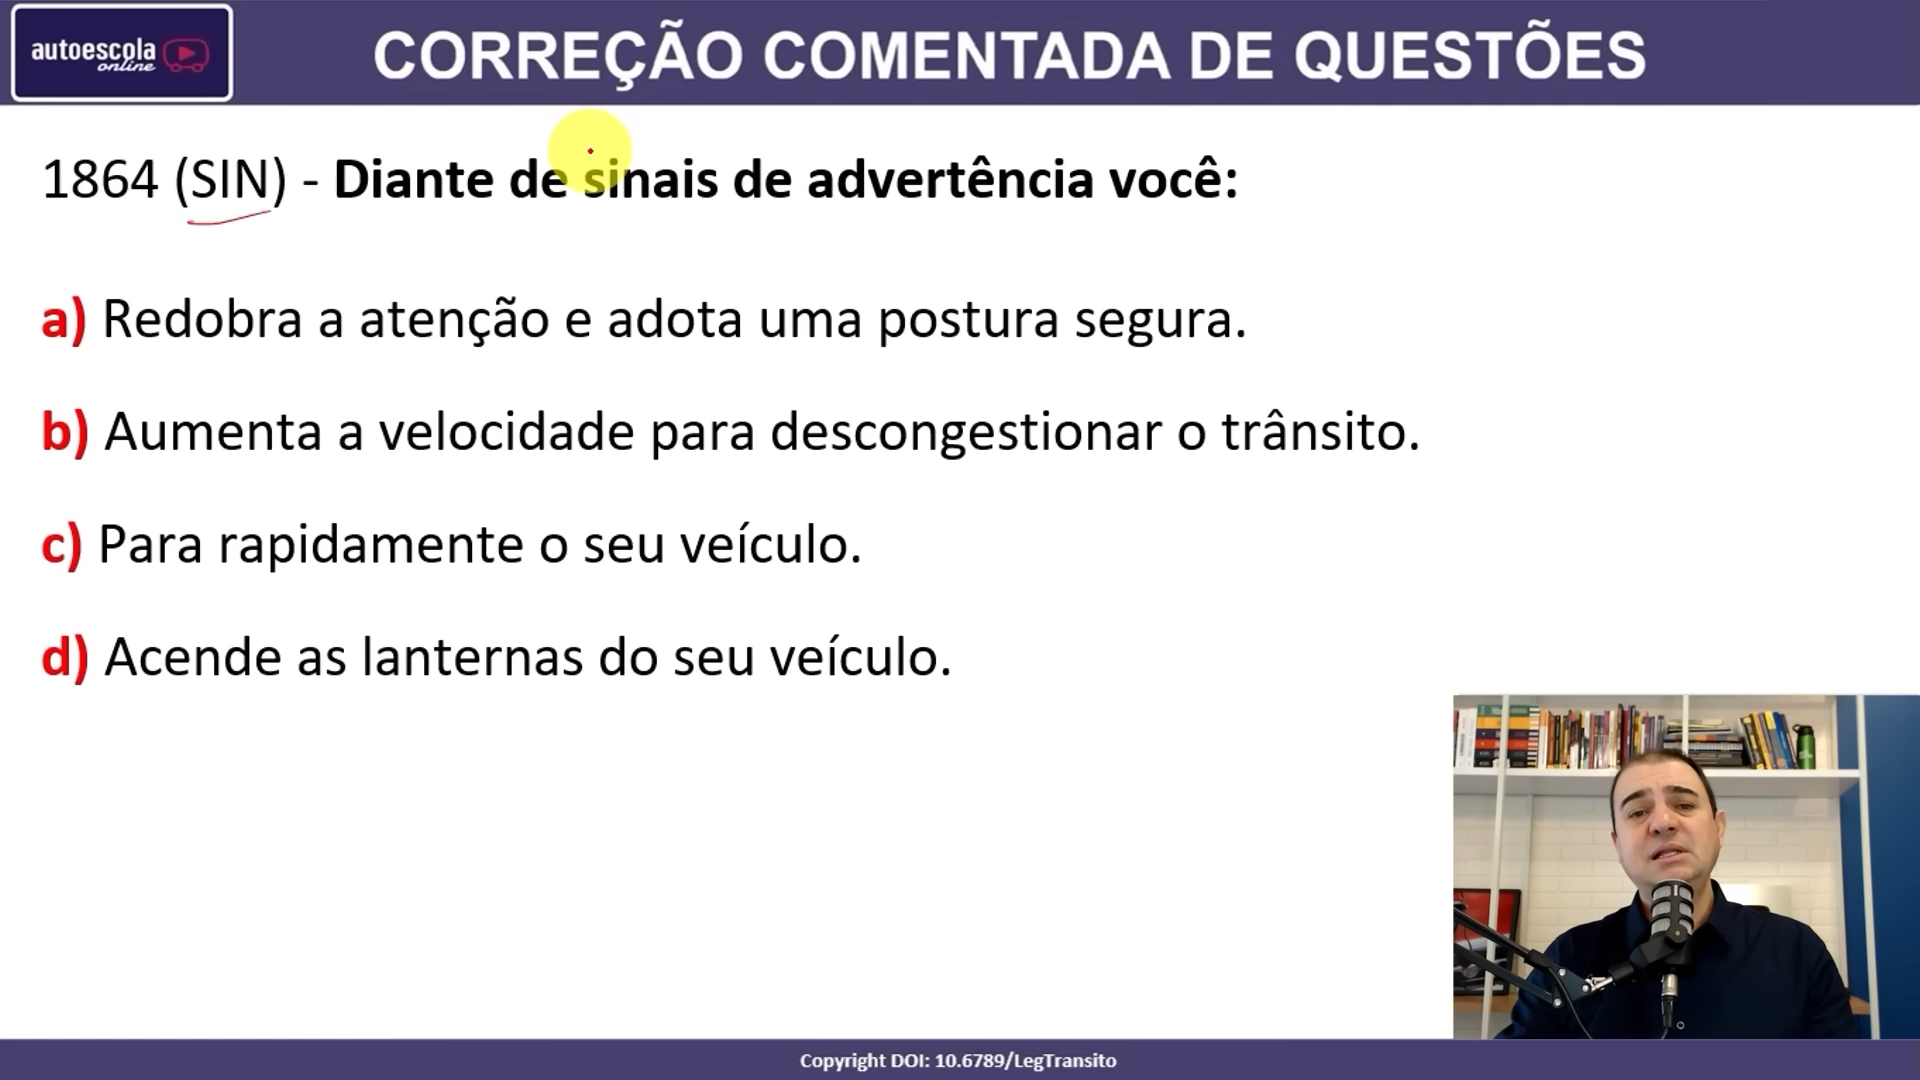 autoescola
online
CORREÇÃO COMENTADA DE QUESTÕES
1864 (SIN) - Diante de sinais de advertência você:
a) Redobra a atenção e adota uma postura segura.
b) Aumenta a velocidade para descongestionar o trânsito.
c) Para rapidamente o seu veículo.
d) Acende as lanternas do seu veículo.
Copyright DOI: 10.6789/LegTransito